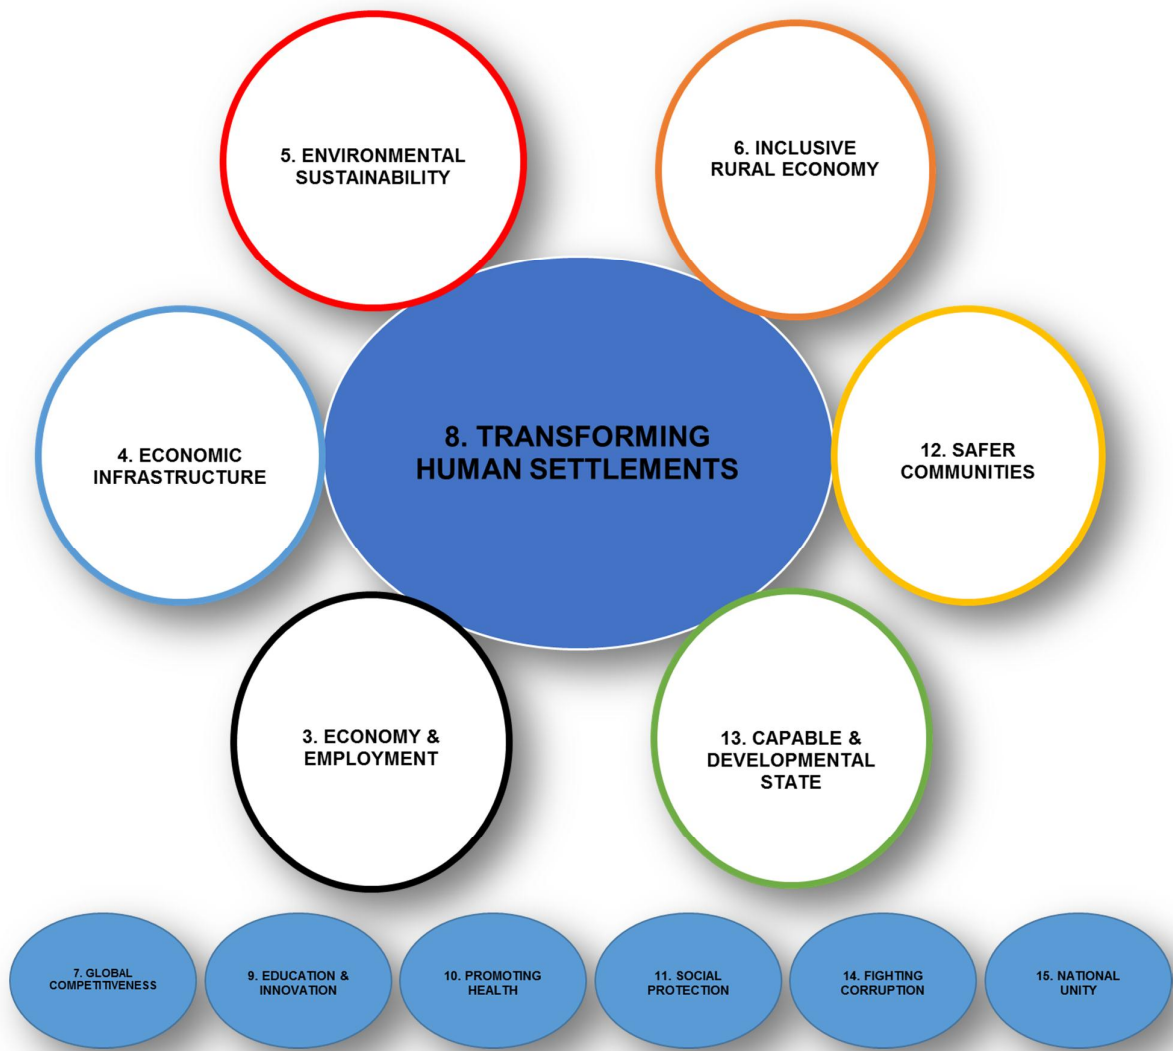 5. ENVIRONMENTAL
SUSTAINABILITY
6. INCLUSIVE
RURAL ECONOMY
4. ECONOMIC
INFRASTRUCTURE
8. TRANSFORMING
HUMAN SETTLEMENTS
12. SAFER
COMMUNITIES
3. ECONOMY &
EMPLOYMENT
13. CAPABLE &
DEVELOPMENTAL
STATE
7. GLOBAL
COMPETITIVENESS
9. EDUCATION &
INNOVATION
10. PROMOTING
HEALTH
11. SOCIAL
PROTECTION
14. FIGHTING
CORRUPTION
15. NATIONAL
UNITY